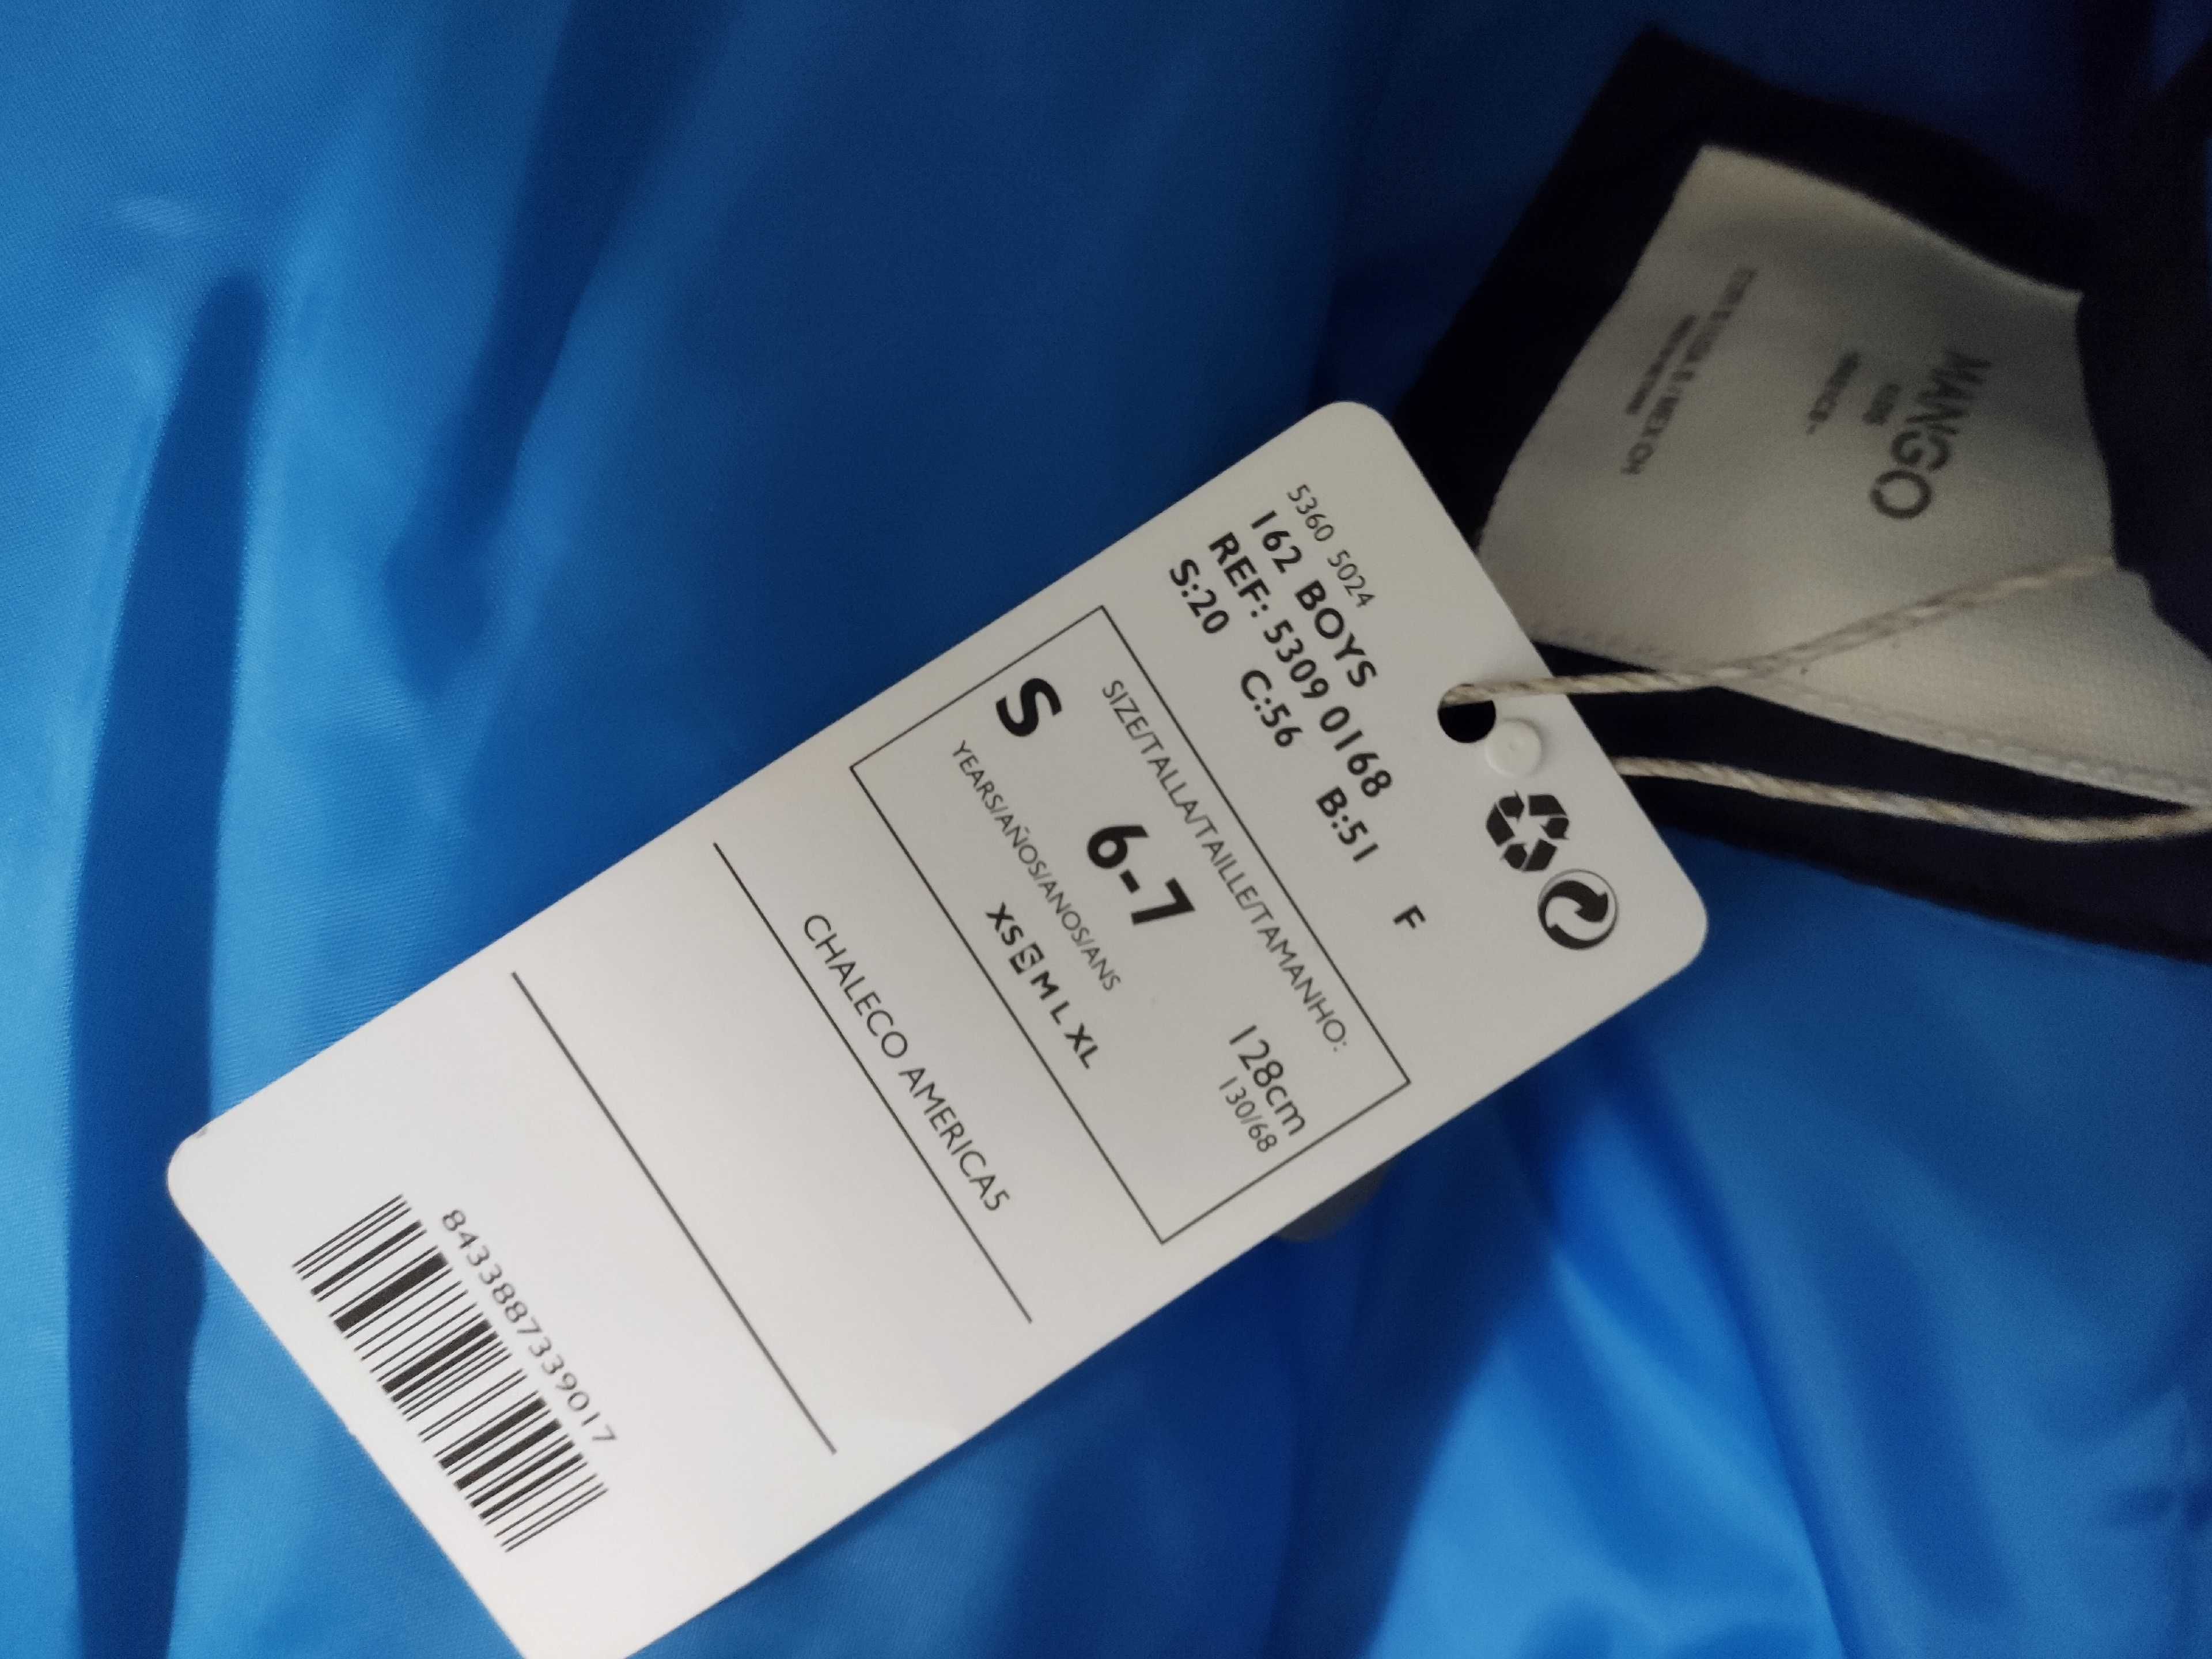 5360 5024
162 BOYS
REF: 5309 0168
S:20 C:56 B:51 F
SIZE/TALLA/TAILLE/TAMANHO:
S 6-7 128cm
130/68
YEARS/AÑOS/ANOS/ANS
XS S M L XL
CHALECO AMERICA5
8433887339017
MANGO
KIDS